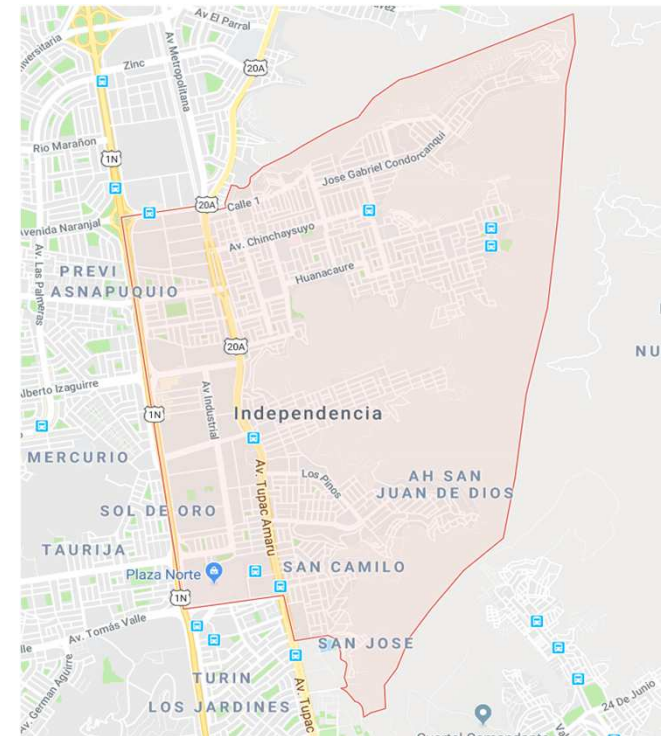 Av El Parral
Av Metropolitana
Zinc
20A
Rio Marañon
1N
20A
Calle 1
Jose Gabriel Condorcanqui
Avenida Naranjal
Av. Chinchaysuyo
Av. Las Palmeras
PREVI
ASNAPUQUIO
Huanacaure
20A
NU
Alberto Izaguirre
Av Industrial
1N
Independencia
MERCURIO
Los Pinos
AH SAN
JUAN DE DIOS
SOL DE ORO
Av. Tupac Amaru
TAURIJA
Plaza Norte
SAN CAMILO
1N
Av. Tomás Valle
SAN JOSE
TURIN
LOS JARDINES
Av. German Aguirre
Av. Tupac
24 De Junio